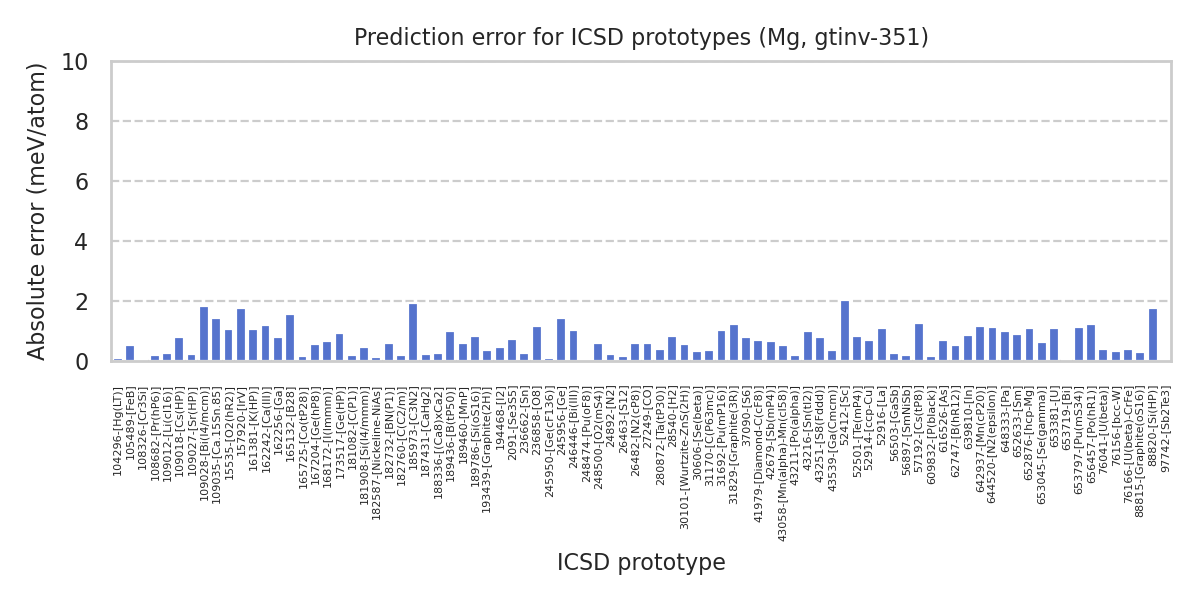 Prediction error for ICSD prototypes (Mg, gtinv-351)
Absolute error (meV/atom)
10
8
6
4
2
0
104296-[Hg(LT)]
105489-[FeB]
108326-[Cr3Si]
108682-[Pr(hP6)]
109012-[Li(cI16)]
109018-[Cs(HP)]
109027-[Sr(HP)]
109028-[Bi(I4/mcm)]
109035-[Ca.15Sn.85]
15535-[O2(hR2)]
157920-[IrV]
161381-[K(HP)]
162242-[Ca(III)]
162256-[Ga]
165132-[B28]
165725-[Co(tP28)]
167204-[Ge(hP8)]
168172-[I(Immm)]
173517-[Ge(HP)]
181082-[C(P1)]
181908-[Si(I4/mmm)]
182587-[Nickeline-NiAs]
182732-[BN(P1)]
182760-[C(C2/m)]
185973-[C3N2]
187431-[CaHg2]
188336-[(Ca8)xCa2]
189436-[B(tP50)]
189460-[MnP]
189786-[Si(oS16)]
193439-[Graphite(2H)]
194468-[I2]
2091-[Se3S5]
236662-[Sn]
236858-[O8]
245950-[Ge(cF136)]
245956-[Ge]
246446-[Bi(III)]
248474-[Pu(oF8)]
248500-[O2(mS4)]
24892-[N2]
26463-[S12]
26482-[N2(cP8)]
27249-[CO]
280872-[Ta(tP30)]
28540-[H2]
30101-[Wurtzite-ZnS(2H)]
30606-[Se(beta)]
31170-[C(P63mc)]
31692-[Pu(mP16)]
31829-[Graphite(3R)]
37090-[S6]
41979-[Diamond-C(cF8)]
42679-[Sb(mP4)]
43058-[Mn(alpha)-Mn(cI58)]
43211-[Po(alpha)]
43216-[Sn(tI2)]
43251-[S8(Fddd)]
43539-[Ga(Cmcm)]
52412-[Sc]
52501-[Te(mP4)]
52914-[fcc-Cu]
52916-[La]
56503-[GaSb]
56897-[SmNiSb]
57192-[Cs(tP8)]
609832-[P(black)]
616526-[As]
62747-[B(hR12)]
639810-[In]
642937-[Mn(cP20)]
644520-[N2(epsilon)]
648333-[Pa]
652633-[Sm]
652876-[hcp-Mg]
653045-[Se(gamma)]
653381-[U]
653719-[Bi]
653797-[Pu(mS34)]
656457-[Po(hR1)]
76041-[U(beta)]
76156-[bcc-W]
76166-[U(beta)-CrFe]
88815-[Graphite(oS16)]
88820-[Si(HP)]
97742-[Sb2Te3]
ICSD prototype